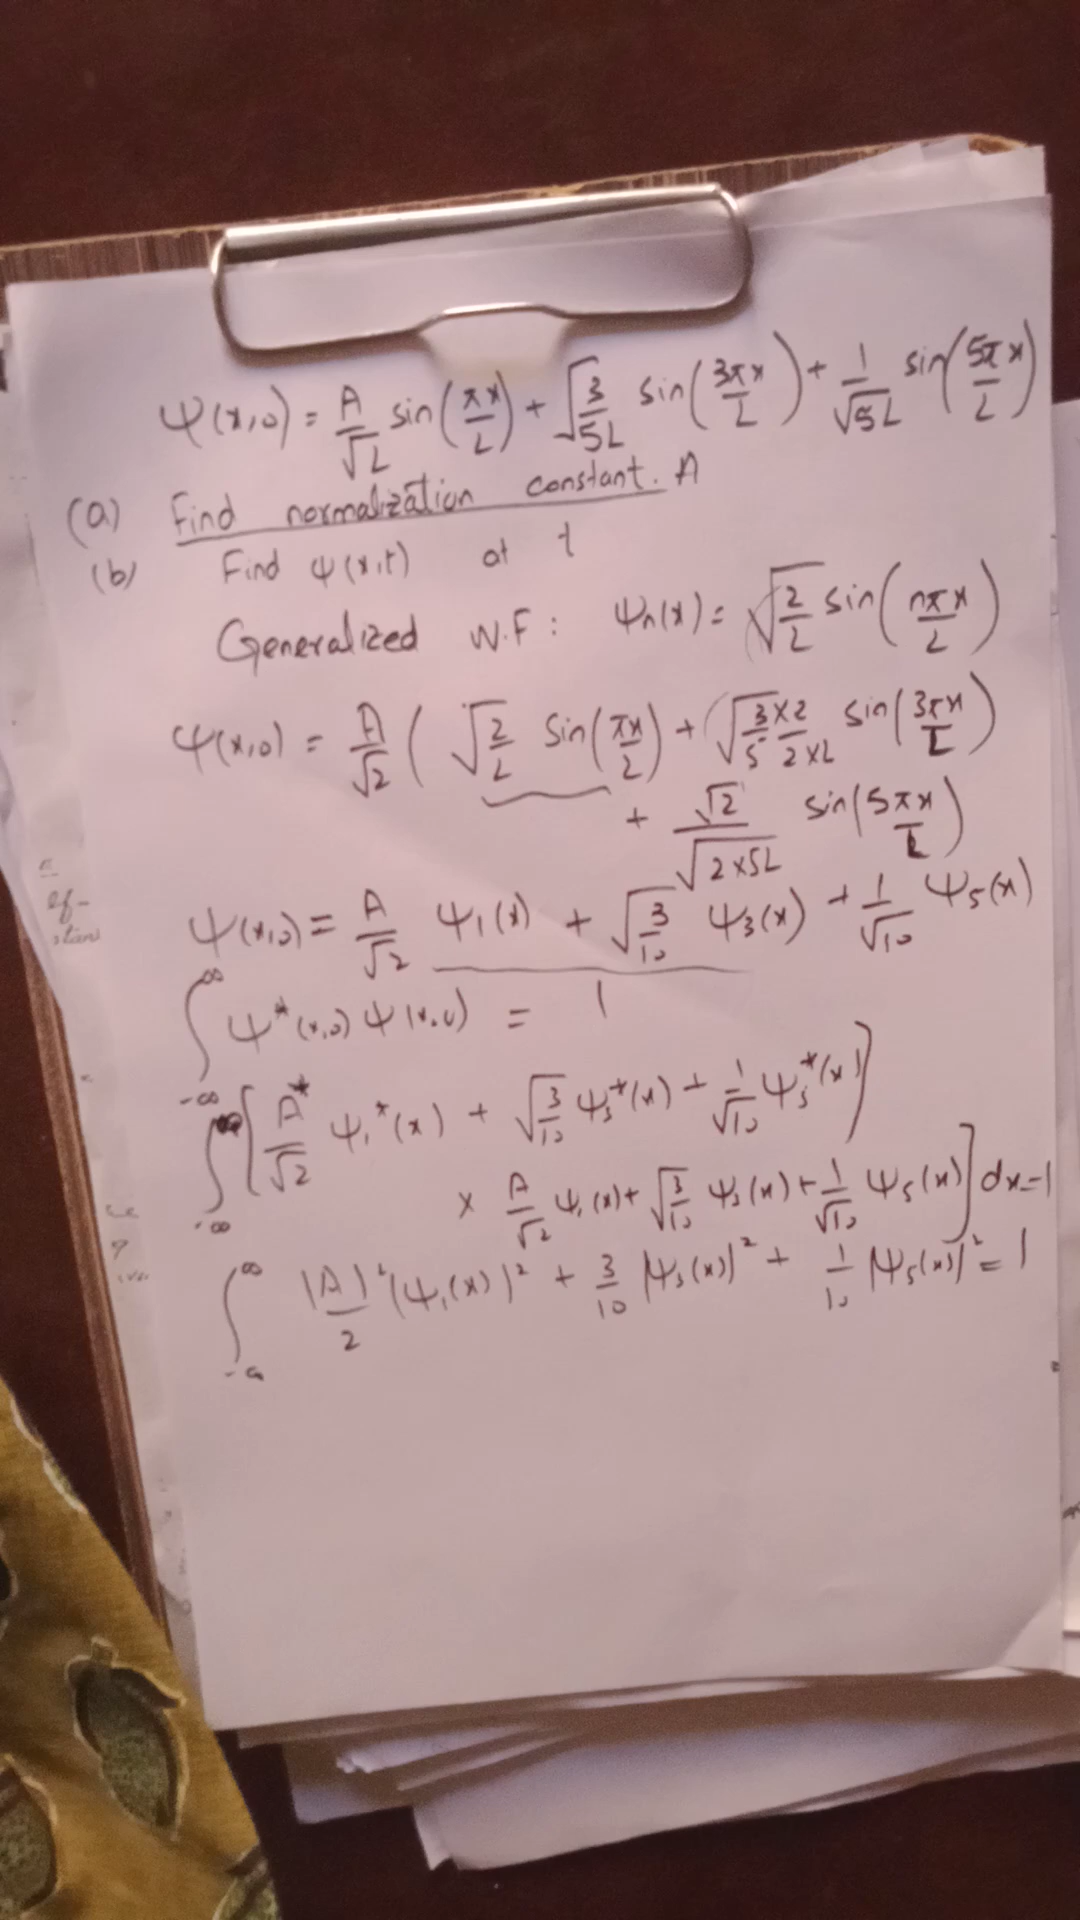 ψ(x,0) = A/√L sin(πx/L) + √(3/5L) sin(3πx/L) + 1/√5L sin(5πx/L)
(a) Find normalization constant. A
(b) Find ψ(x,t) at t
Generalized W.F: ψn(x) = √(2/L) sin(nπx/L)
ψ(x,0) = A/√2 ( √(2/L) sin(πx/L) + (√(3×2/5 2×L) sin(3πx/L)
+ √2/√2×5L sin(5πx/L)
ψ(x,0) = A/√2 ψ1(x) + √(3/10) ψ3(x) + 1/√10 ψ5(x)
∫ ∞ -∞ ψ*(x,0) ψ(x,0) = 1
∫ ∞ -∞ [A*/√2 ψ1*(x) + √(3/10) ψ3*(x) + 1/√10 ψ5*(x)]
× A/√2 ψ1(x) + √(3/10) ψ3(x) + 1/√10 ψ5(x)] dx = 1
∫ ∞ -∞ |A|²/2 |ψ1(x)|² + 3/10 |ψ3(x)|² + 1/10 |ψ5(x)|² = 1